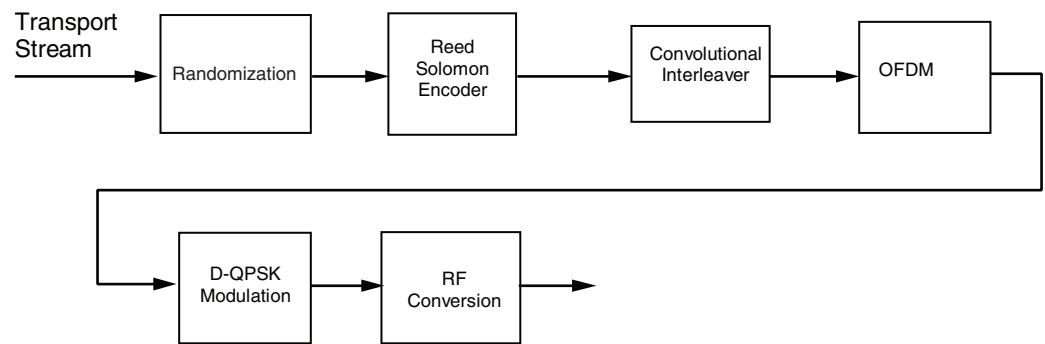 Transport
Stream
Randomization
Reed
Solomon
Encoder
Convolutional
Interleaver
OFDM
D-QPSK
Modulation
RF
Conversion